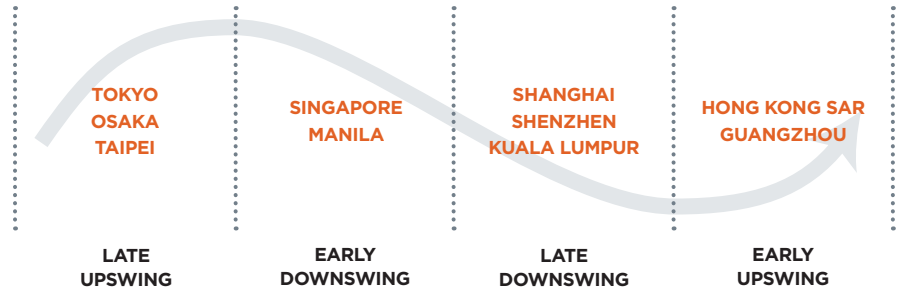 TOKYO
OSAKA
TAIPEI
SINGAPORE
MANILA
SHANGHAI
SHENZHEN
KUALA LUMPUR
HONG KONG SAR
GUANGZHOU
LATE
UPSWING
EARLY
DOWNSWING
LATE
DOWNSWING
EARLY
UPSWING